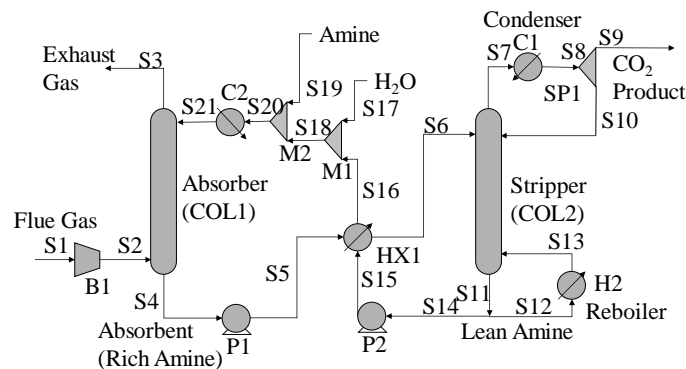 Condenser
S7
C1
S8
S9
Exhaust
Gas
S3
Amine
CO2
Product
SP1
S21
C2
S20
S19
H2O
S17
S18
M2
M1
S6
S10
Absorber
(COL1)
S16
Stripper
(COL2)
Flue Gas
S1
S2
B1
HX1
S13
S5
S15
H2
Reboiler
S4
S11
S14
S12
Absorbent
(Rich Amine)
P1
P2
Lean Amine